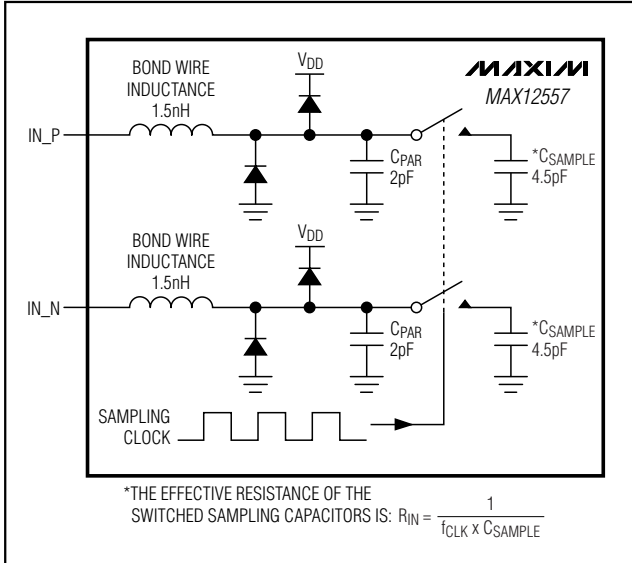 BOND WIRE
INDUCTANCE
1.5nH
VDD
MAXIM
MAX12557
IN_P
CPAR
2pF
*CSAMPLE
4.5pF
BOND WIRE
INDUCTANCE
1.5nH
VDD
IN_N
CPAR
2pF
*CSAMPLE
4.5pF
SAMPLING
CLOCK
*THE EFFECTIVE RESISTANCE OF THE
SWITCHED SAMPLING CAPACITORS IS: RIN = 1
fCLK x CSAMPLE